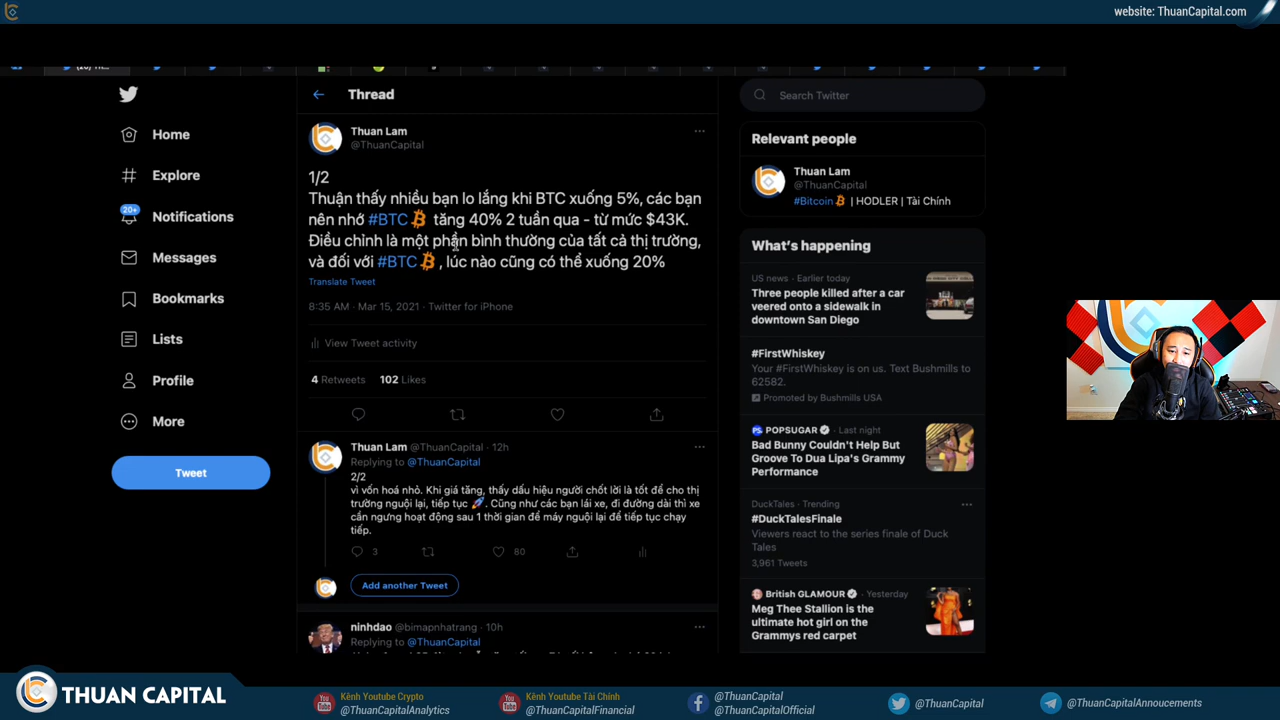 website: ThuanCapital.com
Thread
Search Twitter
Home
Explore
20+
Notifications
Messages
Bookmarks
Lists
Profile
More
Tweet
Thuan Lam
@ThuanCapital
1/2
Thuận thấy nhiều bạn lo lắng khi BTC xuống 5%, các bạn
nên nhớ #BTC tăng 40% 2 tuần qua - từ mức $43K.
Điều chỉnh là một phần bình thường của tất cả thị trường,
và đối với #BTC , lúc nào cũng có thể xuống 20%
Translate Tweet
8:35 AM · Mar 15, 2021 · Twitter for iPhone
View Tweet activity
4 Retweets 102 Likes
Thuan Lam @ThuanCapital · 12h
Replying to @ThuanCapital
2/2
vì vốn hoá nhỏ. Khi giá tăng, thấy dấu hiệu người chốt lời là tốt để cho thị
trường nguội lại, tiếp tục 🚀. Cũng như các bạn lái xe, đi đường dài thì xe
cần ngưng hoạt động sau 1 thời gian để máy nguội lại để tiếp tục chạy
tiếp.
3 80
Add another Tweet
ninhdao @bimapnhatrang · 10h
Replying to @ThuanCapital
Relevant people
Thuan Lam
@ThuanCapital
#Bitcoin | HODLER | Tài Chính
What's happening
US news · Earlier today
Three people killed after a car
veered onto a sidewalk in
downtown San Diego
#FirstWhiskey
Your #FirstWhiskey is on us. Text Bushmills to
62582.
Promoted by Bushmills USA
POPSUGAR · Last night
Bad Bunny Couldn't Help But
Groove To Dua Lipa's Grammy
Performance
DuckTales · Trending
#DuckTalesFinale
Viewers react to the series finale of Duck
Tales
3,961 Tweets
British GLAMOUR · Yesterday
Meg Thee Stallion is the
ultimate hot girl on the
Grammys red carpet
THUAN CAPITAL
Kênh Youtube Crypto
@ThuanCapitalAnalytics
Kênh Youtube Tài Chính
@ThuanCapitalFinancial
@ThuanCapital
@ThuanCapitalOfficial
@ThuanCapital
@ThuanCapitalAnnoucements